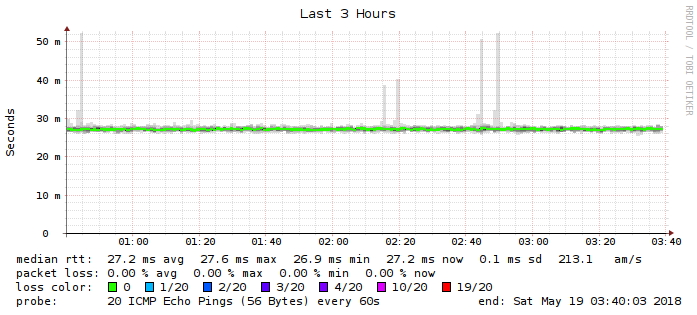 Last 3 Hours
RRDTOOL / TOBI OETIKER
Seconds
50 m
40 m
30 m
20 m
10 m
0
01:00 01:20 01:40 02:00 02:20 02:40 03:00 03:20 03:40
median rtt: 27.2 ms avg 27.6 ms max 26.9 ms min 27.2 ms now 0.1 ms sd 213.1 am/s
packet loss: 0.00 % avg 0.00 % max 0.00 % min 0.00 % now
loss color: 0 1/20 2/20 3/20 4/20 10/20 19/20
probe: 20 ICMP Echo Pings (56 Bytes) every 60s end: Sat May 19 03:40:03 2018